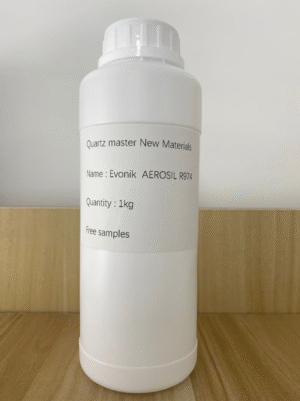 Quartz master New Materials
Name : Evonik AEROSIL R974
Quantity : 1kg
Free samples